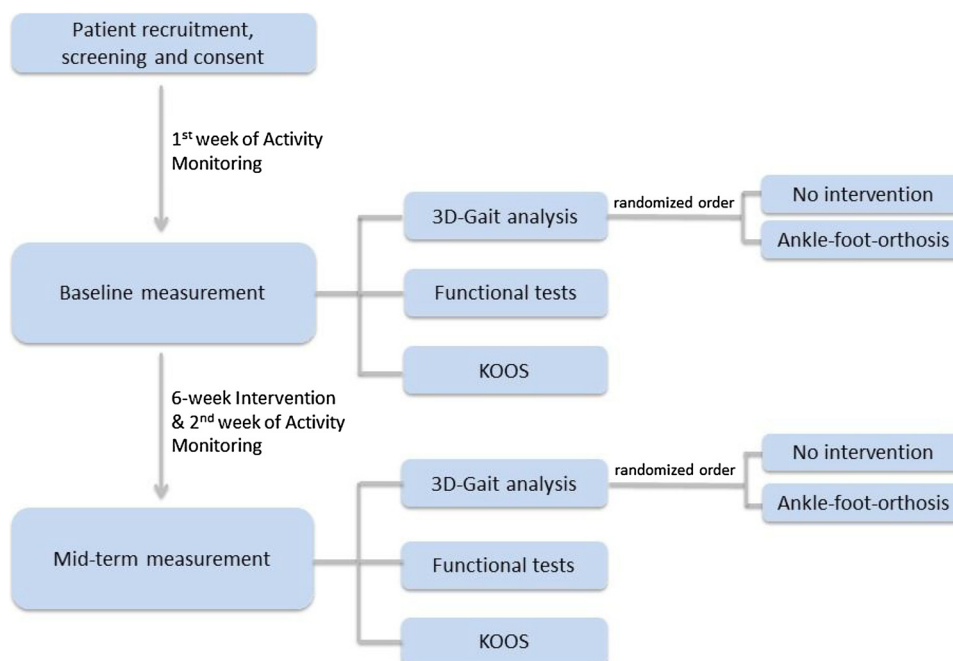 Patient recruitment,
screening and consent
1st week of Activity
Monitoring
Baseline measurement
3D-Gait analysis
randomized order
No intervention
Ankle-foot-orthosis
Functional tests
KOOS
6-week Intervention
& 2nd week of Activity
Monitoring
Mid-term measurement
3D-Gait analysis
randomized order
No intervention
Ankle-foot-orthosis
Functional tests
KOOS